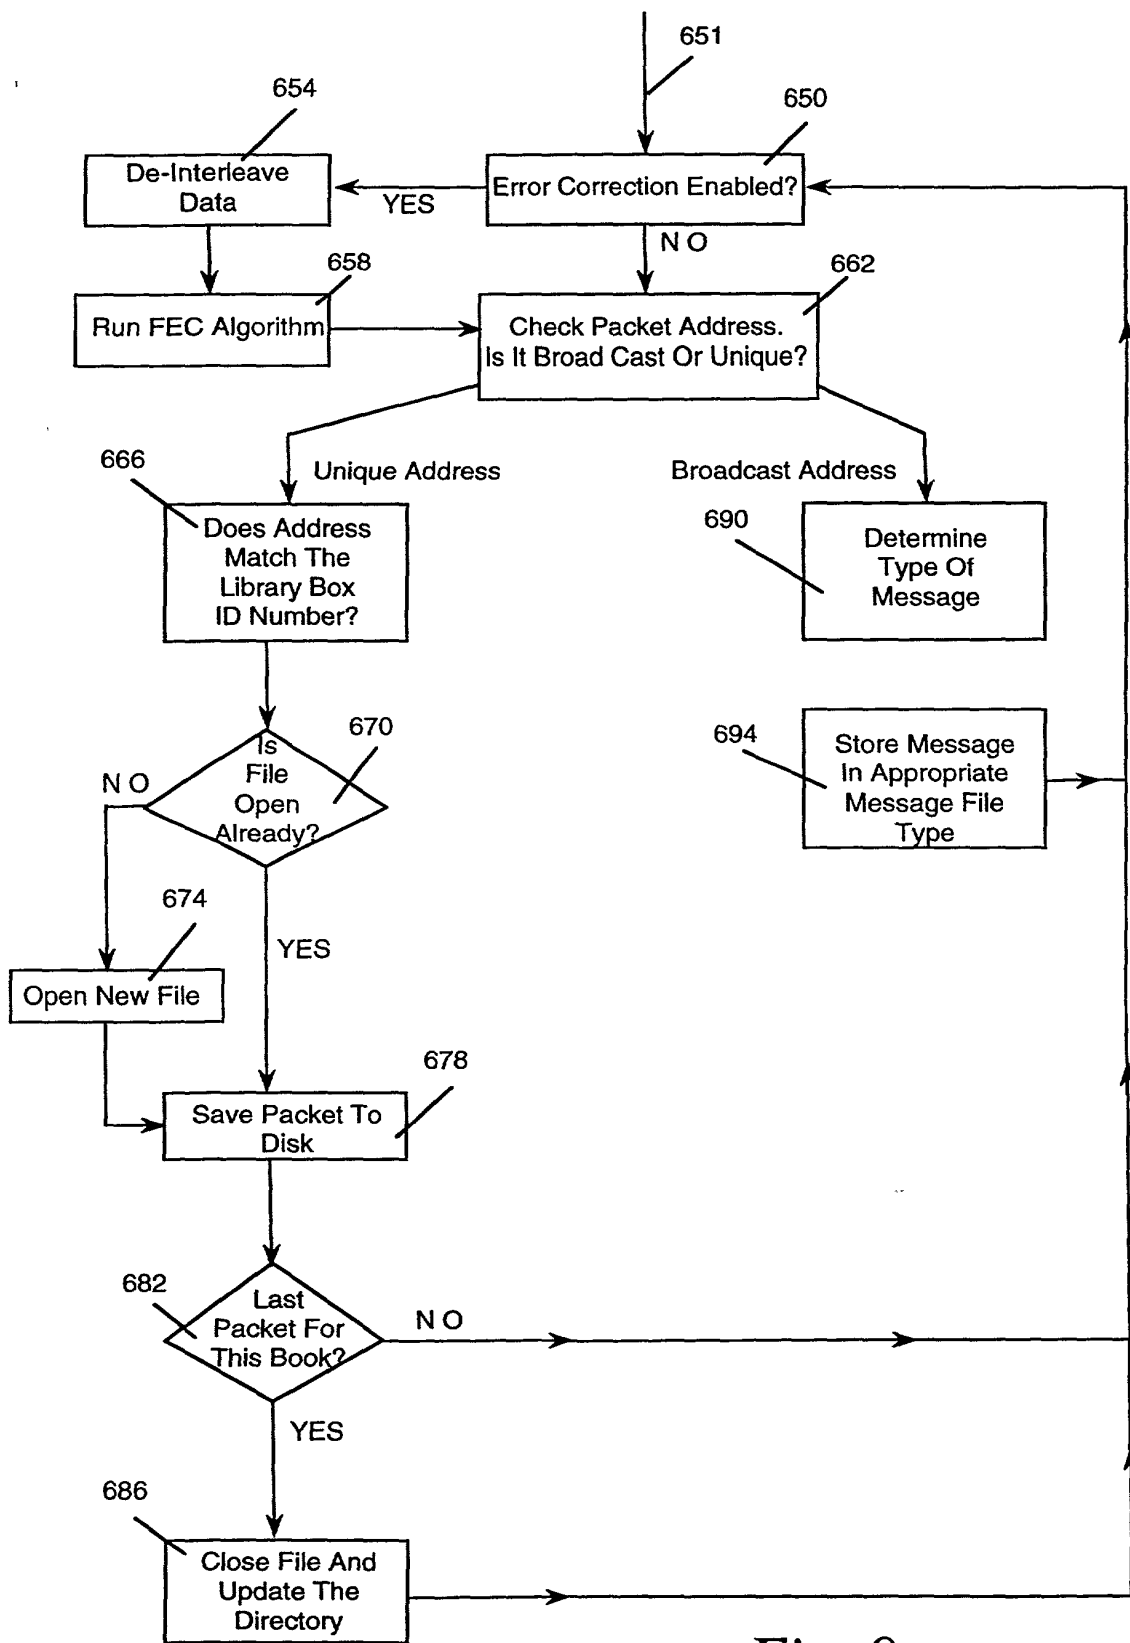 651
654
650
De-Interleave
Data
Error Correction Enabled?
YES
N O
658
662
Run FEC Algorithm
Check Packet Address.
Is It Broad Cast Or Unique?
666
Unique Address
Broadcast Address
Does Address
Match The
Library Box
ID Number?
690
Determine
Type Of
Message
670
Is
File
Open
Already?
N O
694
Store Message
In Appropriate
Message File
Type
674
YES
Open New File
678
Save Packet To
Disk
682
Last
Packet For
This Book?
N O
YES
686
Close File And
Update The
Directory